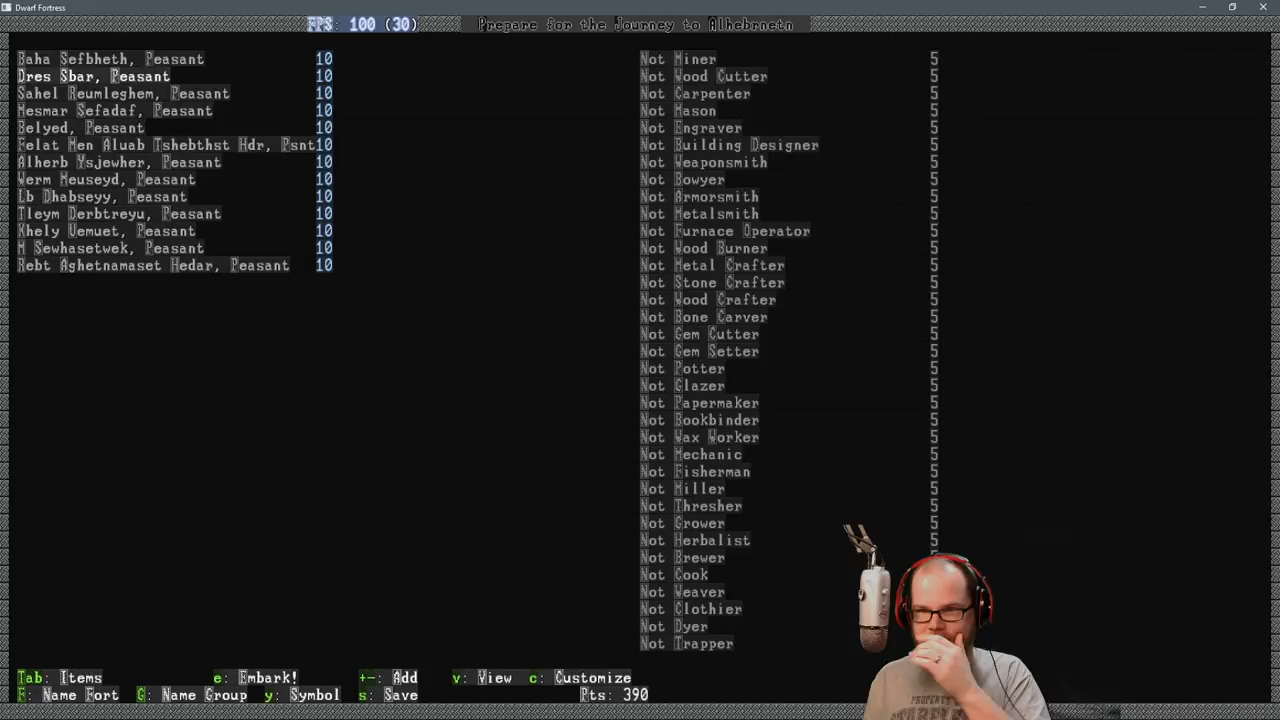 Dwarf Fortress
FPS: 100 (30)
Prepare for the Journey to Alhebrnetn
Baha Sefbheth, Peasant 10
Dres Sbar, Peasant 10
Sahel Reumleghem, Peasant 10
Mesmar Sefadaf, Peasant 10
Belyed, Peasant 10
Felat Men Aluab Tshebthst Hdr, Psnt10
Alherb Ysjewher, Peasant 10
Werm Meuseyd, Peasant 10
Lb Dhabseyy, Peasant 10
Tleym Derbtreyu, Peasant 10
Khely Uemuet, Peasant 10
M Sewhasetwek, Peasant 10
Rebt Aghetnamaset Hedar, Peasant 10
Not Miner 5
Not Wood Cutter 5
Not Carpenter 5
Not Mason 5
Not Engraver 5
Not Building Designer 5
Not Weaponsmith 5
Not Bowyer 5
Not Armorsmith 5
Not Metalsmith 5
Not Furnace Operator 5
Not Wood Burner 5
Not Metal Crafter 5
Not Stone Crafter 5
Not Wood Crafter 5
Not Bone Carver 5
Not Gem Cutter 5
Not Gem Setter 5
Not Potter 5
Not Glazer 5
Not Papermaker 5
Not Bookbinder 5
Not Wax Worker 5
Not Mechanic 5
Not Fisherman 5
Not Miller 5
Not Thresher 5
Not Grower 5
Not Herbalist 5
Not Brewer
Not Cook
Not Weaver
Not Clothier
Not Dyer
Not Trapper
Tab: Items e: Embark! +-: Add v: View c: Customize
F: Name Fort G: Name Group y: Symbol s: Save Pts: 390